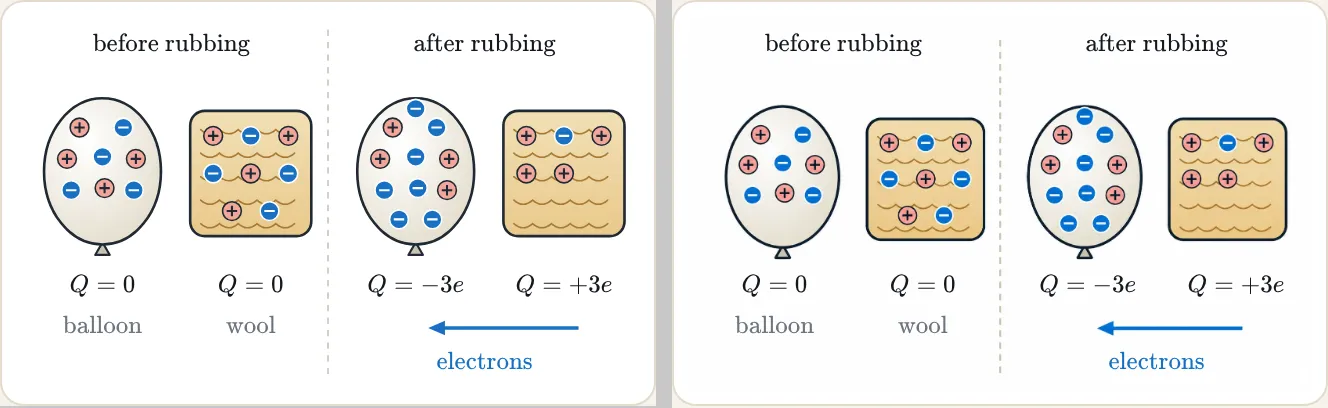 before rubbing
after rubbing
Q = 0
Q = 0
Q = −3e
Q = +3e
balloon
wool
electrons
before rubbing
after rubbing
Q = 0
Q = 0
Q = −3e
Q = +3e
balloon
wool
electrons